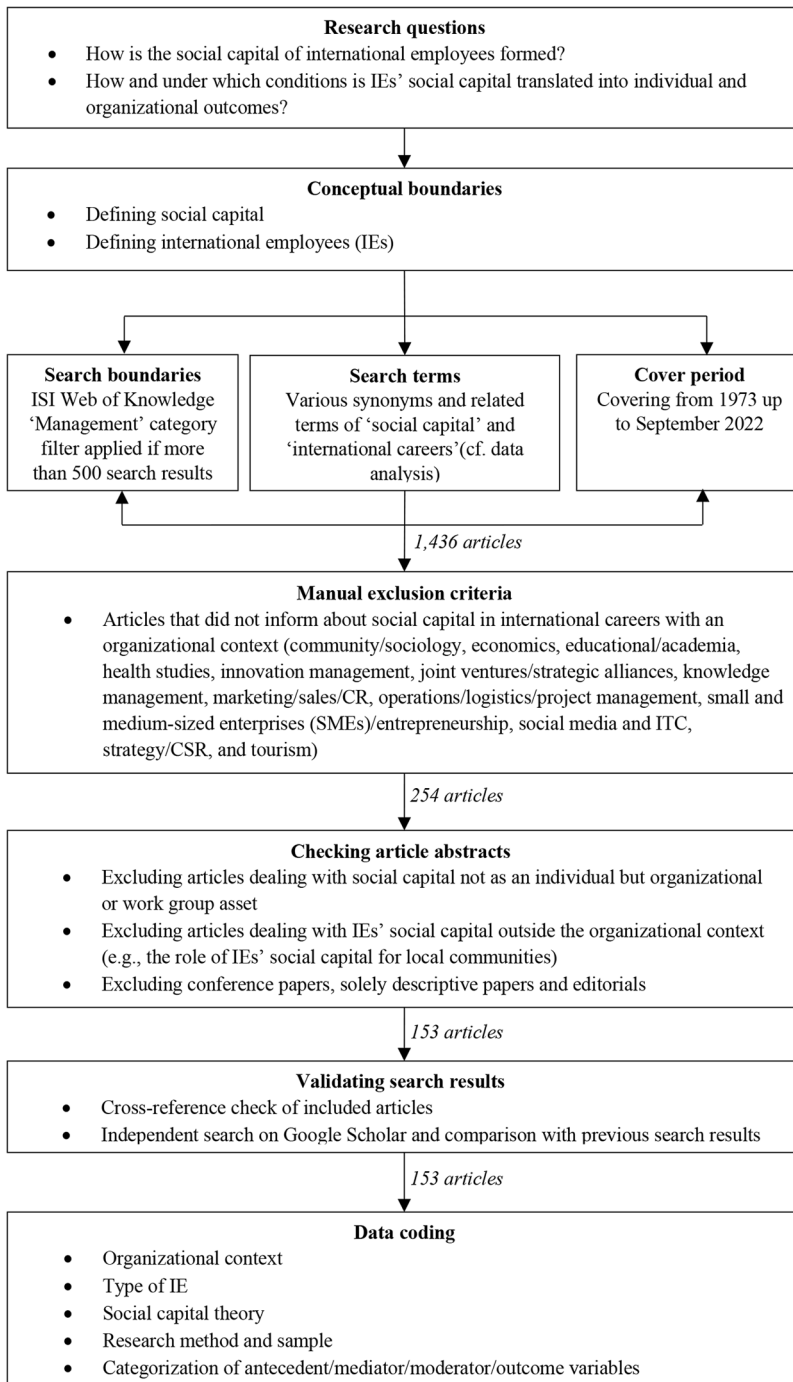 Research questions
• How is the social capital of international employees formed?
• How and under which conditions is IEs’ social capital translated into individual and
organizational outcomes?
Conceptual boundaries
• Defining social capital
• Defining international employees (IEs)
Search boundaries
ISI Web of Knowledge
‘Management’ category
filter applied if more
than 500 search results
Search terms
Various synonyms and related
terms of ‘social capital’ and
‘international careers’(cf. data
analysis)
Cover period
Covering from 1973 up
to September 2022
1,436 articles
Manual exclusion criteria
• Articles that did not inform about social capital in international careers with an
organizational context (community/sociology, economics, educational/academia,
health studies, innovation management, joint ventures/strategic alliances, knowledge
management, marketing/sales/CR, operations/logistics/project management, small and
medium-sized enterprises (SMEs)/entrepreneurship, social media and ITC,
strategy/CSR, and tourism)
254 articles
Checking article abstracts
• Excluding articles dealing with social capital not as an individual but organizational
or work group asset
• Excluding articles dealing with IEs’ social capital outside the organizational context
(e.g., the role of IEs’ social capital for local communities)
• Excluding conference papers, solely descriptive papers and editorials
153 articles
Validating search results
• Cross-reference check of included articles
• Independent search on Google Scholar and comparison with previous search results
153 articles
Data coding
• Organizational context
• Type of IE
• Social capital theory
• Research method and sample
• Categorization of antecedent/mediator/moderator/outcome variables